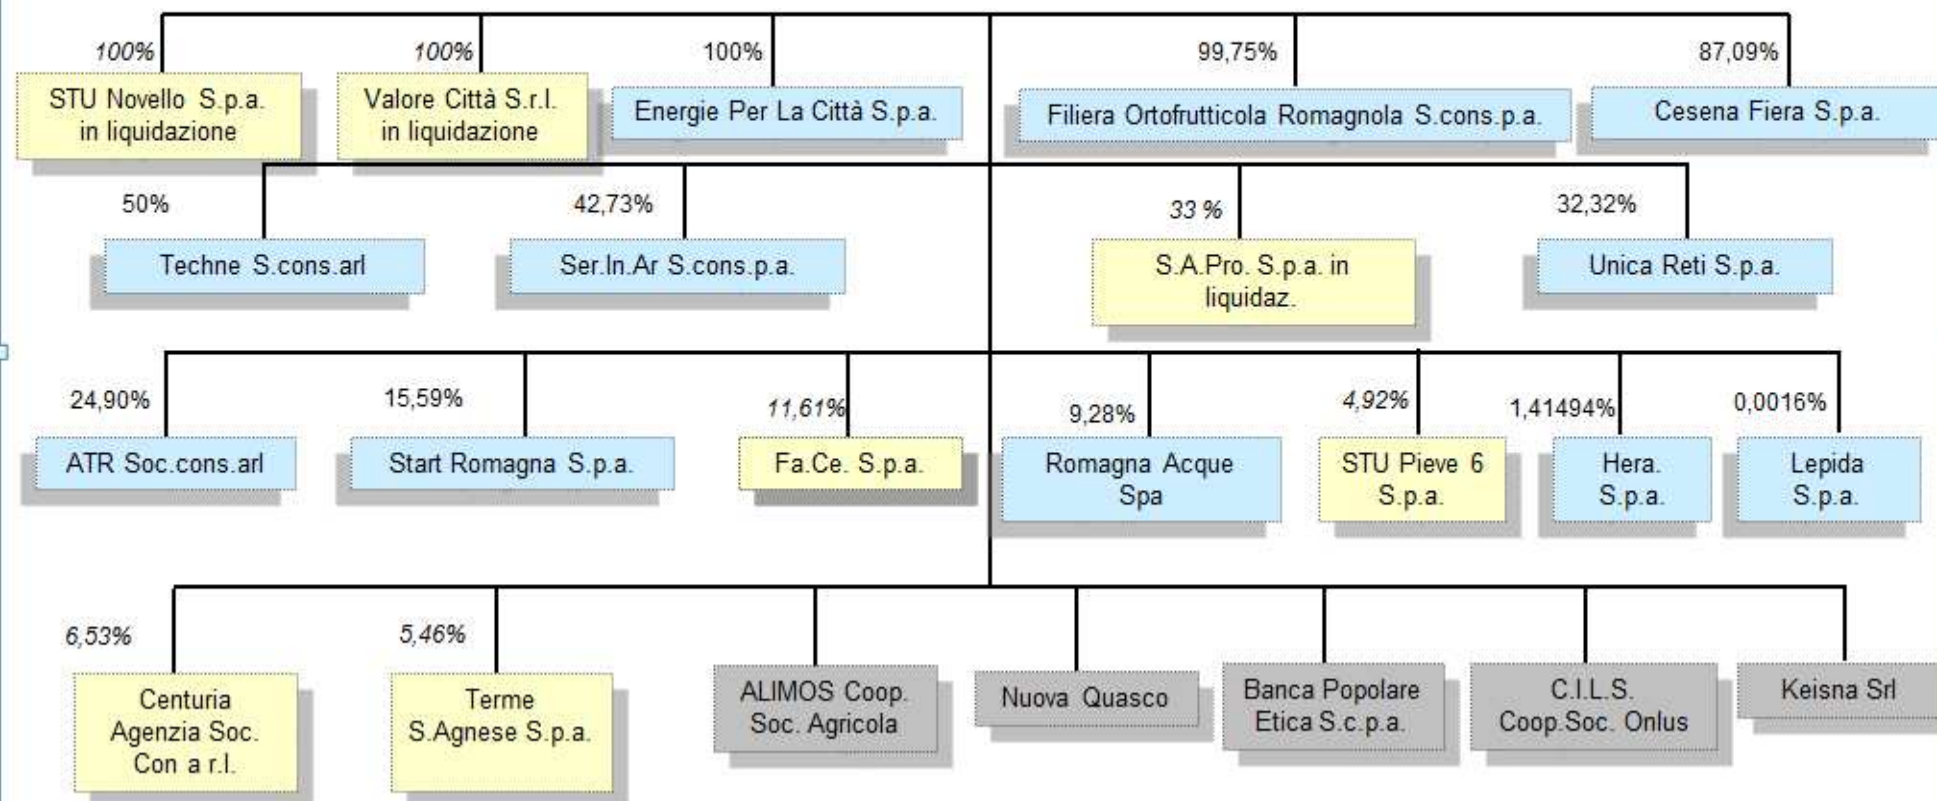 100%
STU Novello S.p.a.
in liquidazione
100%
Valore Città S.r.l.
in liquidazione
100%
Energie Per La Città S.p.a.
99,75%
Filiera Ortofrutticola Romagnola S.cons.p.a.
87,09%
Cesena Fiera S.p.a.
50%
Techne S.cons.arl
42,73%
Ser.In.Ar S.cons.p.a.
33 %
S.A.Pro. S.p.a. in
liquidaz.
32,32%
Unica Reti S.p.a.
24,90%
ATR Soc.cons.arl
15,59%
Start Romagna S.p.a.
11,61%
Fa.Ce. S.p.a.
9,28%
Romagna Acque
Spa
4,92%
STU Pieve 6
S.p.a.
1,41494%
Hera.
S.p.a.
0,0016%
Lepida
S.p.a.
6,53%
Centuria
Agenzia Soc.
Con a r.l.
5,46%
Terme
S.Agnese S.p.a.
ALIMOS Coop.
Soc. Agricola
Nuova Quasco
Banca Popolare
Etica S.c.p.a.
C.I.L.S.
Coop.Soc. Onlus
Keisna Srl